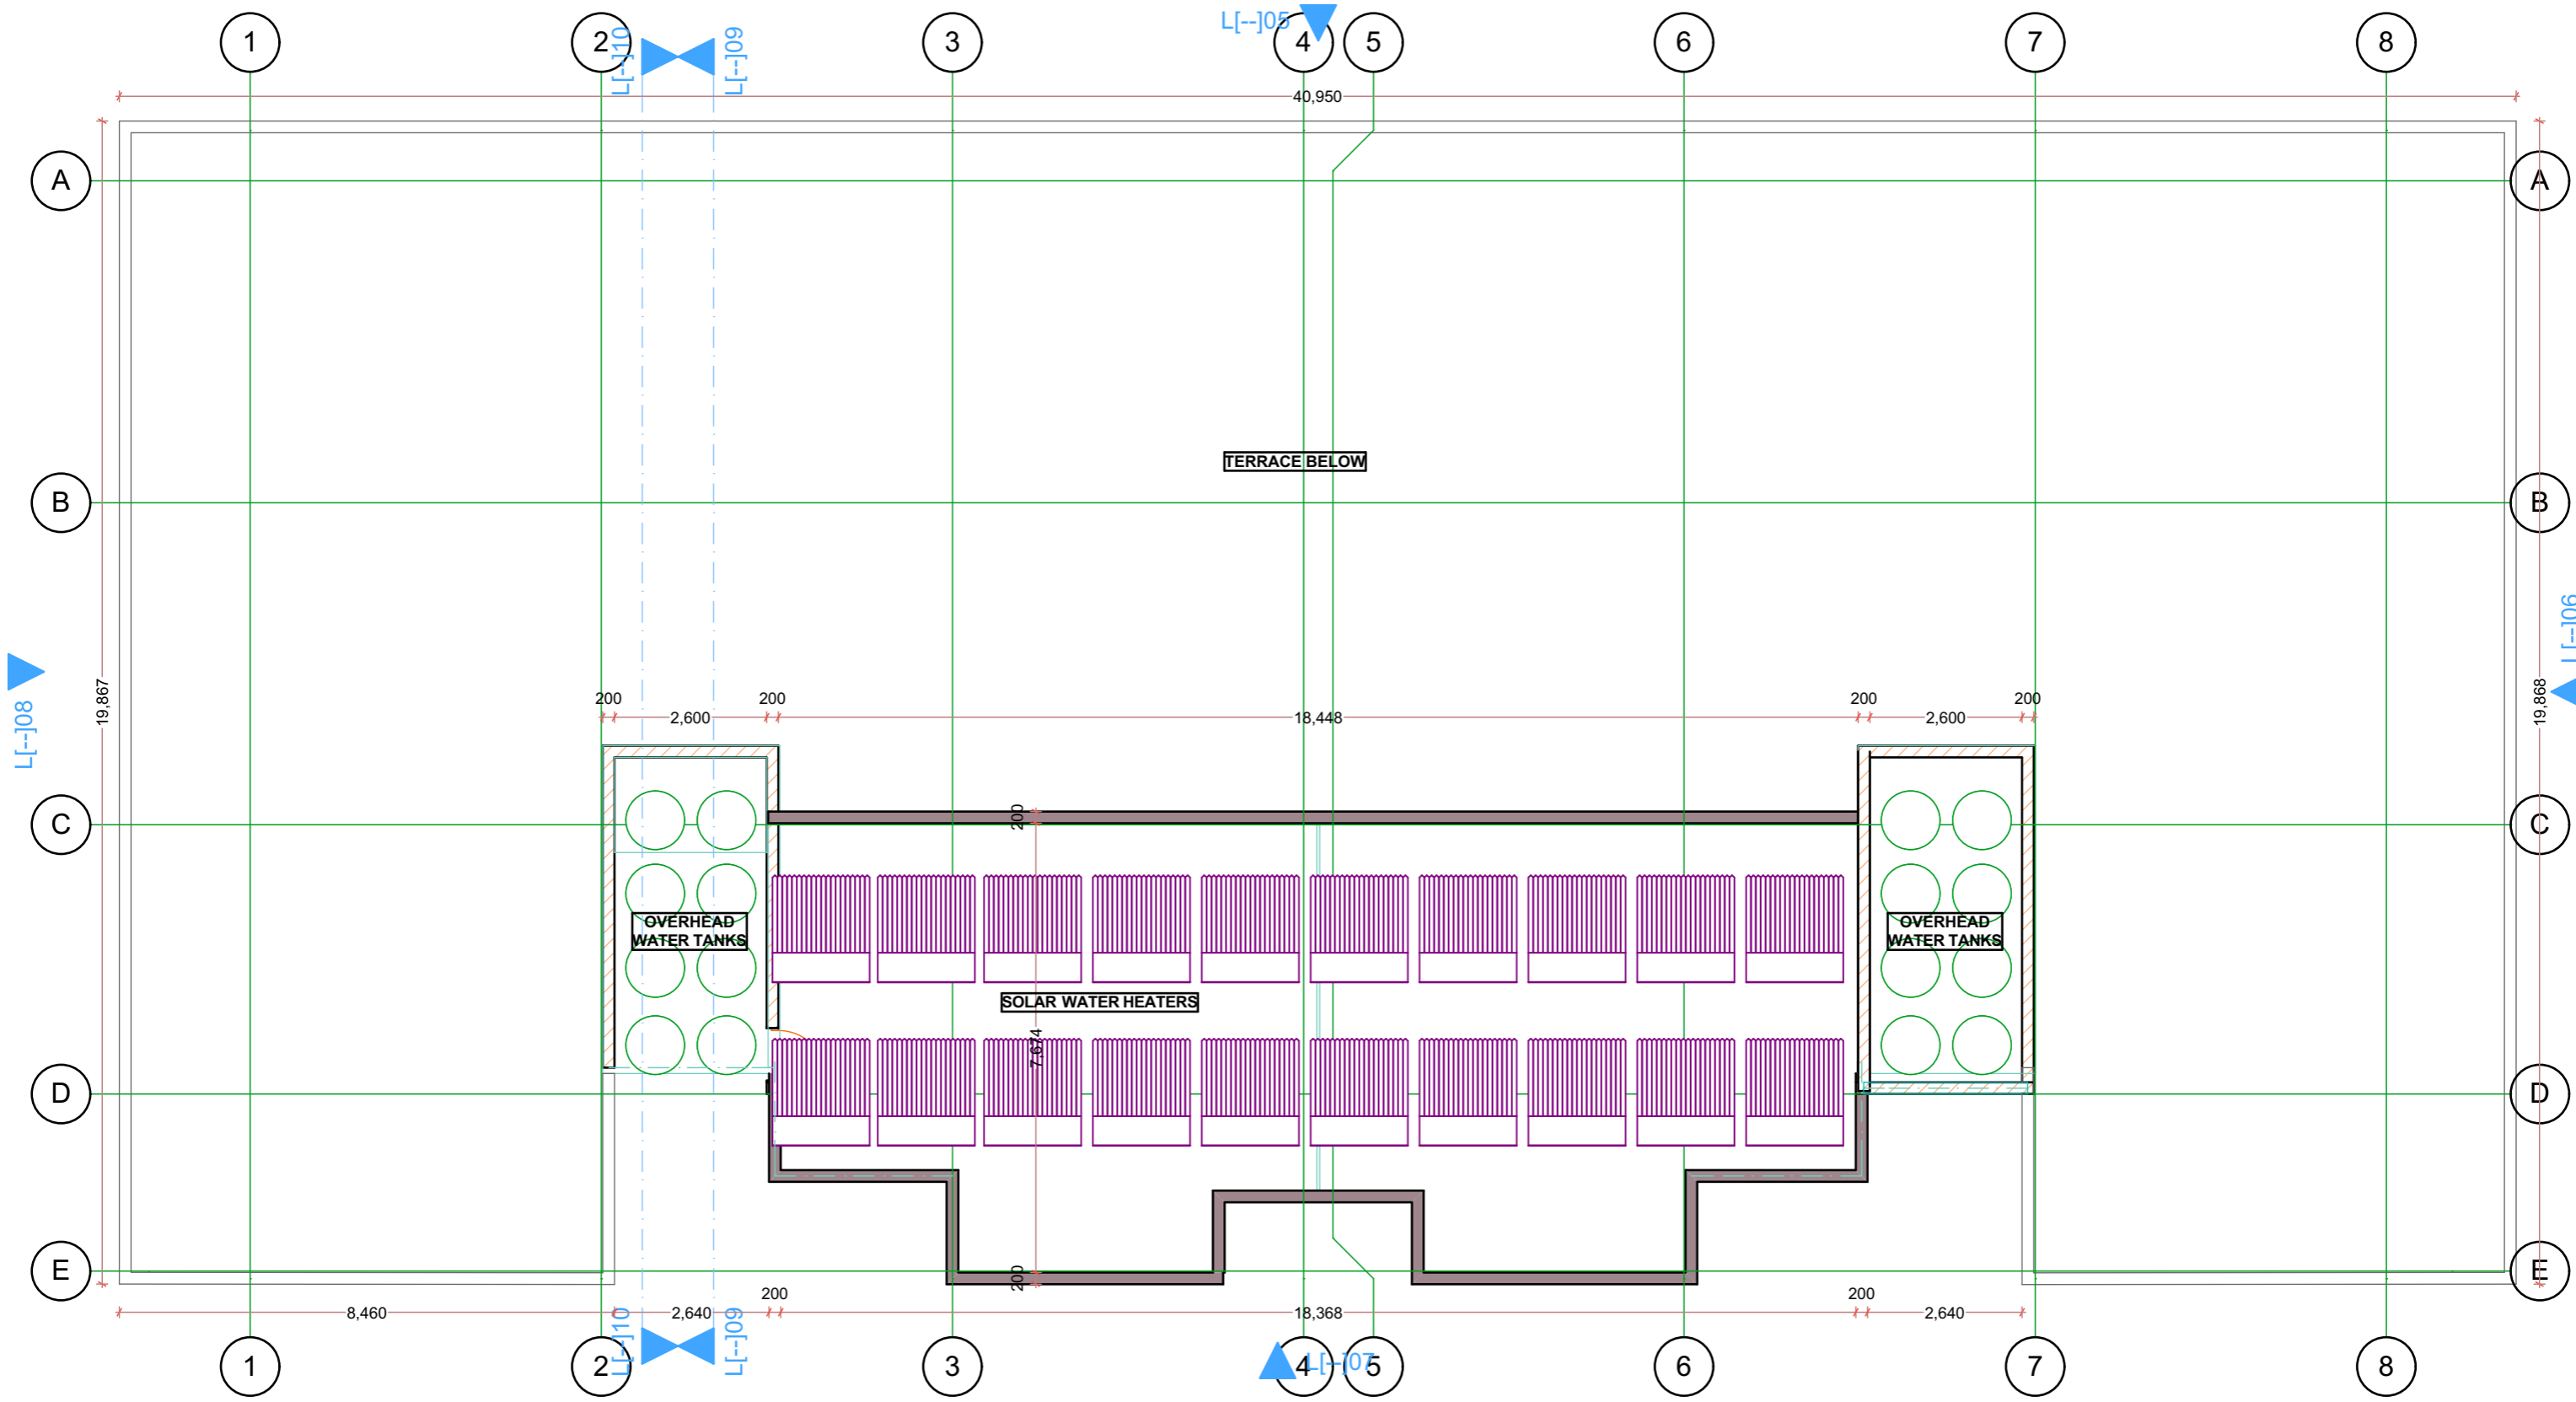 L[--]05
1
2
3
4
5
6
7
8
L[--]10
L[--]09
40,950
A
A
TERRACE BELOW
B
B
L[--]06
L[--]08
19,867
19,868
200
2,600
200
18,448
200
2,600
200
C
200
C
OVERHEAD
WATER TANKS
OVERHEAD
WATER TANKS
SOLAR WATER HEATERS
7,674
D
D
E
200
E
8,460
2,640
200
18,368
200
2,640
L[--]10
L[--]09
L[--]07
1
2
3
4
5
6
7
8